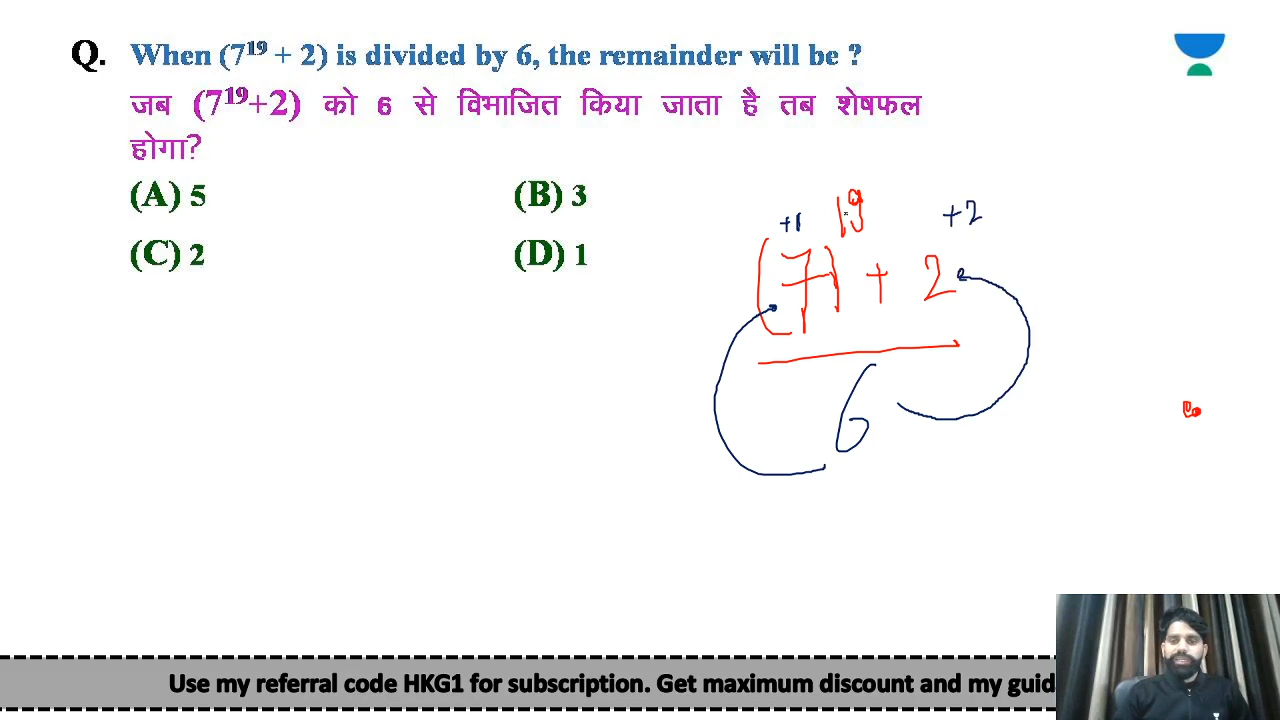 Q. When (7¹⁹ + 2) is divided by 6, the remainder will be ?
जब (7¹⁹+2) को 6 से विभाजित किया जाता है तब शेषफल
होगा?
(A) 5 (B) 3
(C) 2 (D) 1
+1 19 +2
(7) + 2
6
Use my referral code HKG1 for subscription. Get maximum discount and my guid